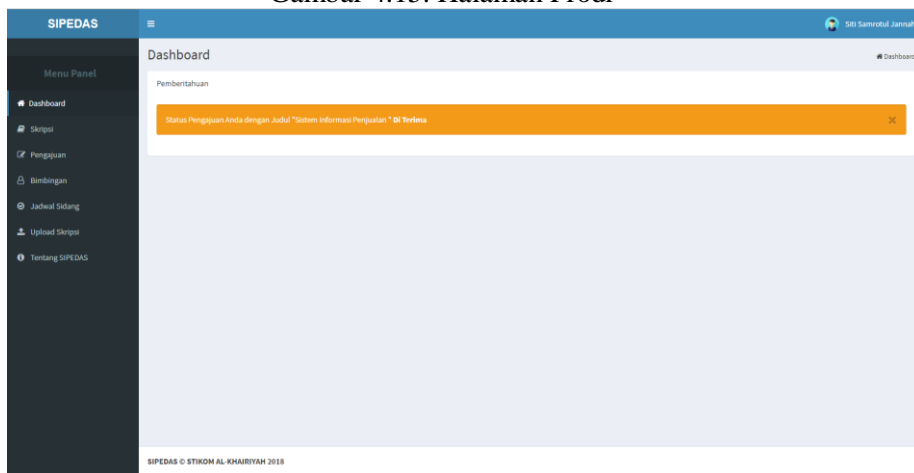 Gambar 4.13. Halaman Prodi
SIPEDAS
Siti Samrotul Jannah
Dashboard
Dashboard
Menu Panel
Pemberitahuan
Dashboard
Status Pengajuan Anda dengan Judul "Sistem Informasi Penjualan " Di Terima
Skripsi
Pengajuan
Bimbingan
Jadwal Sidang
Upload Skripsi
Tentang SIPEDAS
SIPEDAS © STIKOM AL-KHAIRIYAH 2018